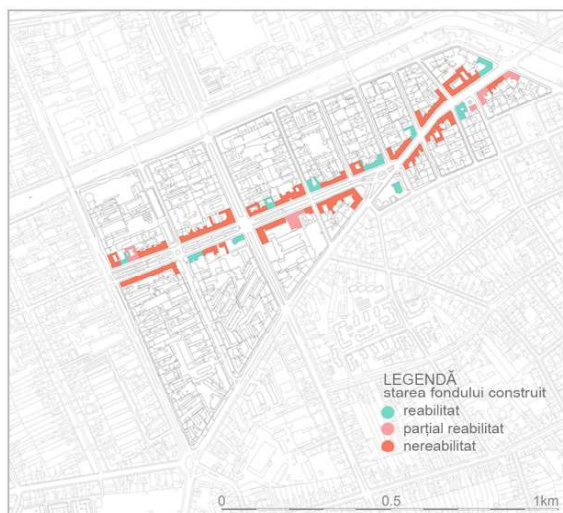 LEGENDĂ
starea fondului construit
reabilitat
parțial reabilitat
nereabilitat
0 0.5 1km